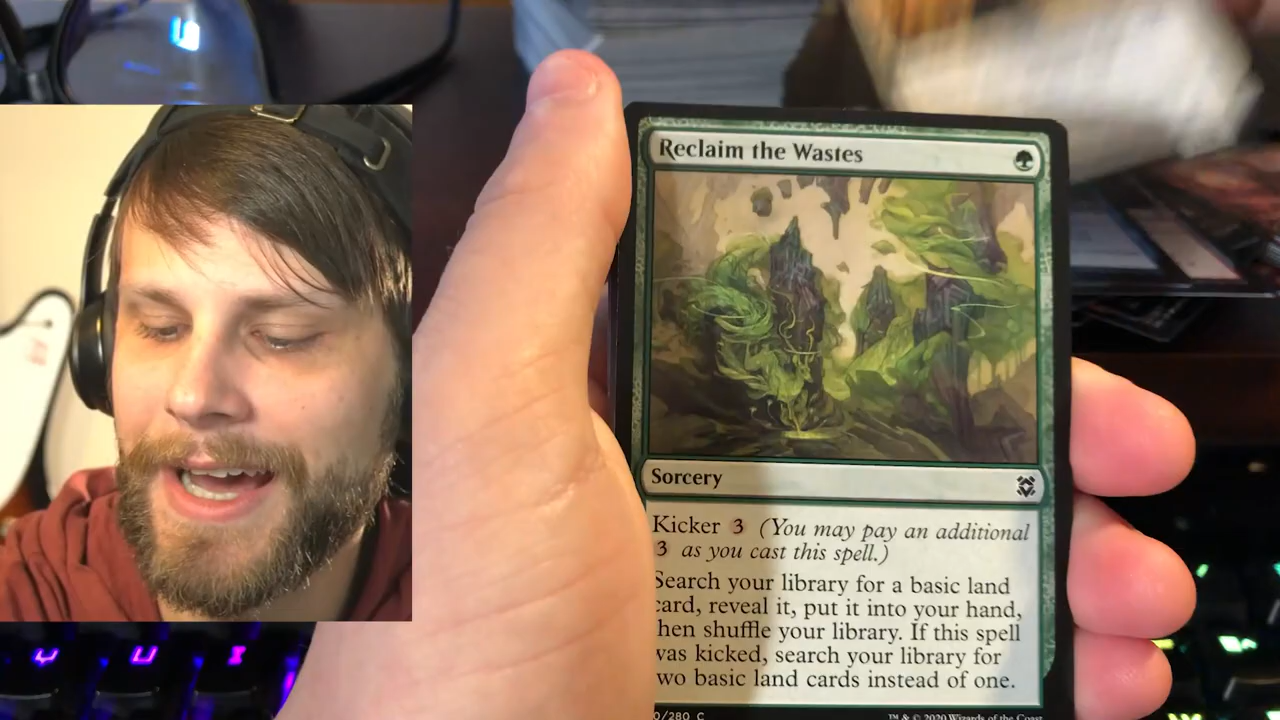 Reclaim the Wastes
Sorcery
Kicker 3 (You may pay an additional
3 as you cast this spell.)
Search your library for a basic land
card, reveal it, put it into your hand,
hen shuffle your library. If this spell
was kicked, search your library for
wo basic land cards instead of one.
0/280 C
™ & © 2020 Wizards of the Coast